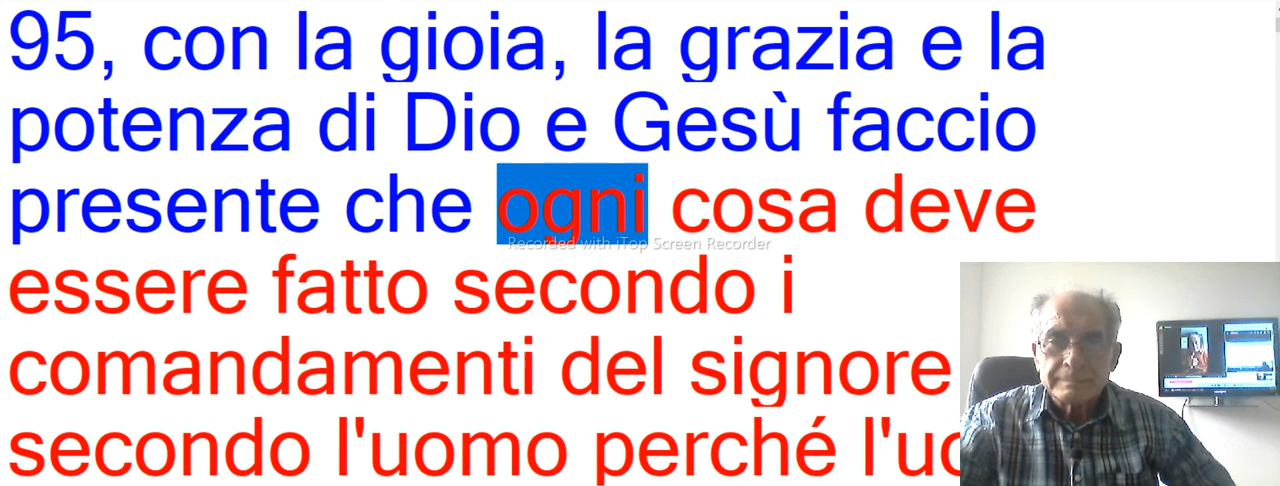 95, con la gioia, la grazia e la
potenza di Dio e Gesù faccio
presente che ogni cosa deve
Recorded with iTop Screen Recorder
essere fatto secondo i
comandamenti del signore
secondo l'uomo perché